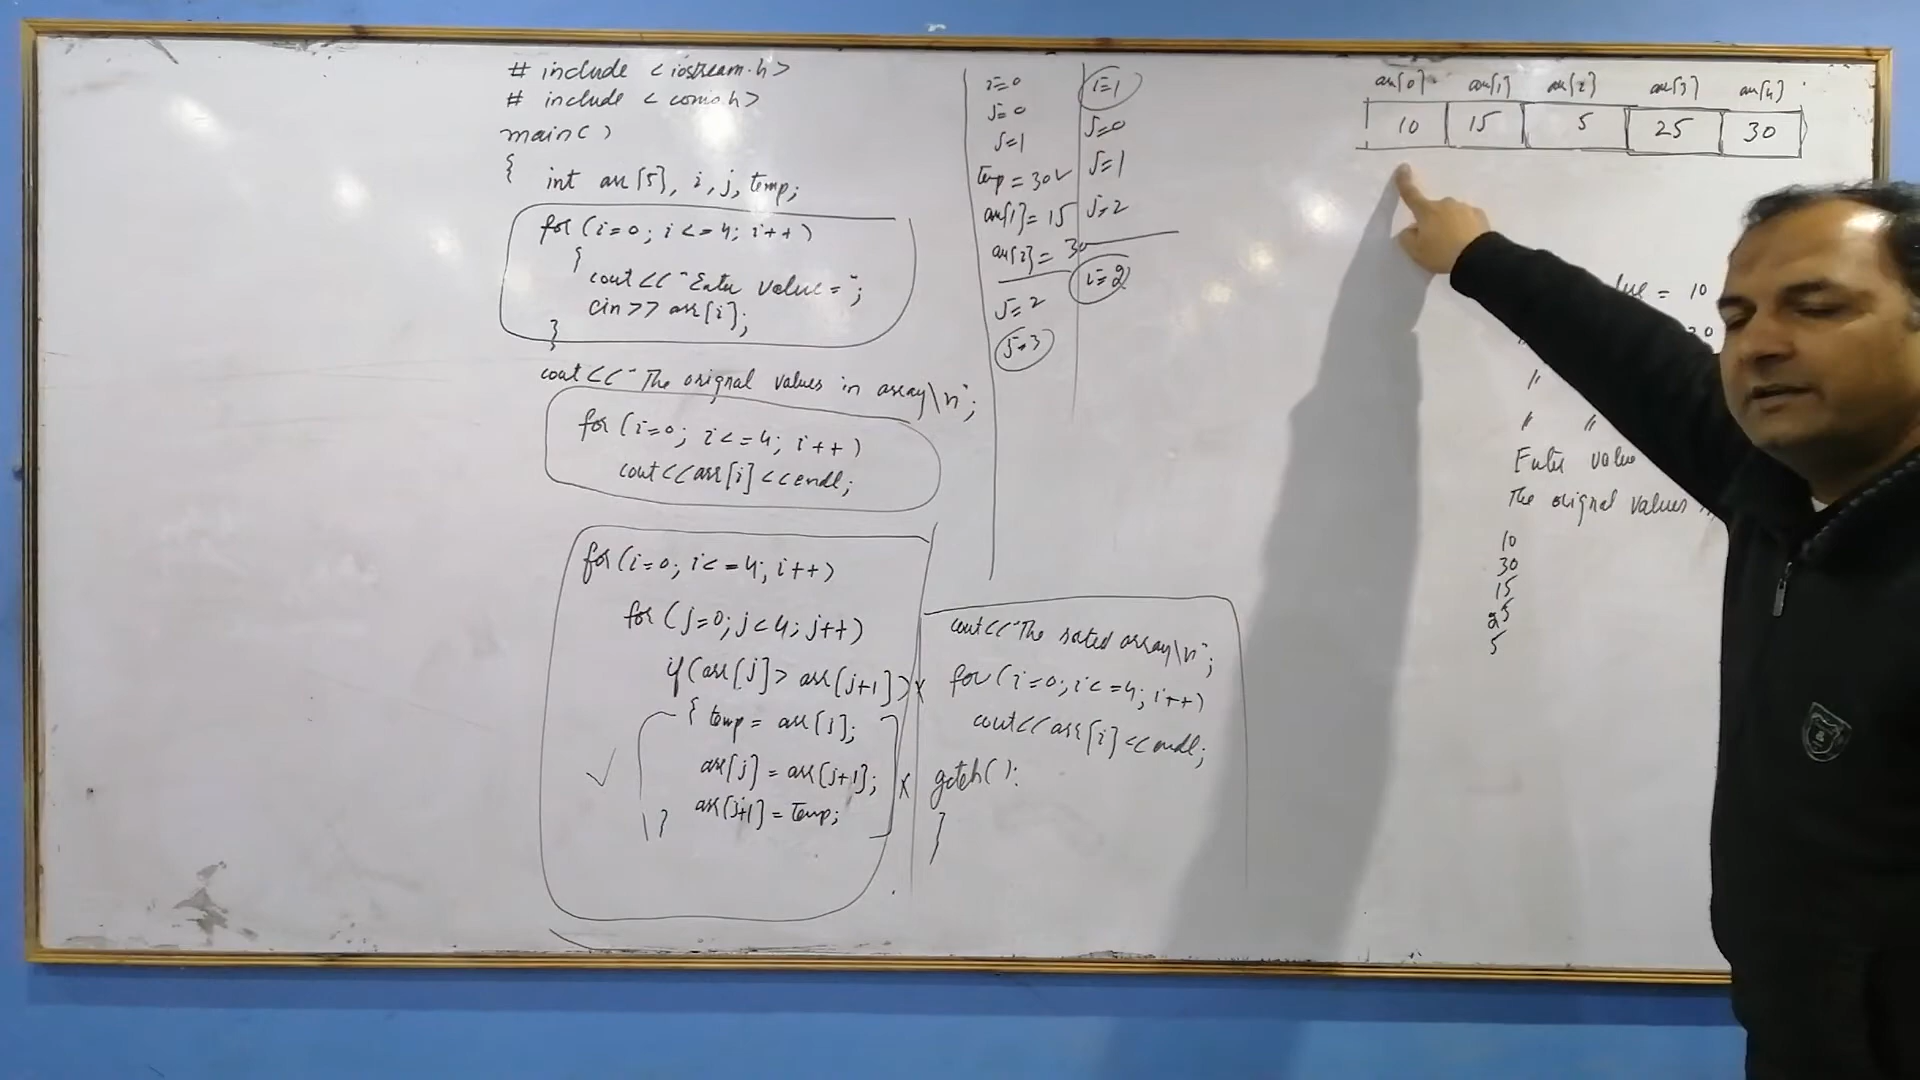 # include <iostream.h>
# include <conio.h>
main()
{ int arr[5], i, j, temp;
for (i=0; i<=4; i++)
{
cout<<"Enter value=";
cin>> arr[i];
}
cout<<"The orignal values in array\n";
for (i=0; i<=4; i++)
cout<<arr[i]<<endl;
for (i=0; i<=4; i++)
for (j=0; j<4; j++)
if(arr[j]> arr[j+1])
{ temp = arr[j];
arr[j] = arr[j+1];
arr[j+1] = temp;
}
cout<<"The sorted array\n";
for (i=0; i<=4; i++)
cout<<arr[i]<<endl;
getch();
}
i=0
J=0
J=1
temp = 30
arr[1] = 15
arr[2] = 30
J=2
J=3
i=1
J=0
J=1
J=2
i=2
arr[0] arr[1] arr[2] arr[3] arr[4]
10 15 5 25 30
= 10
"
" "
Enter value
The orignal values
10
30
15
25
5